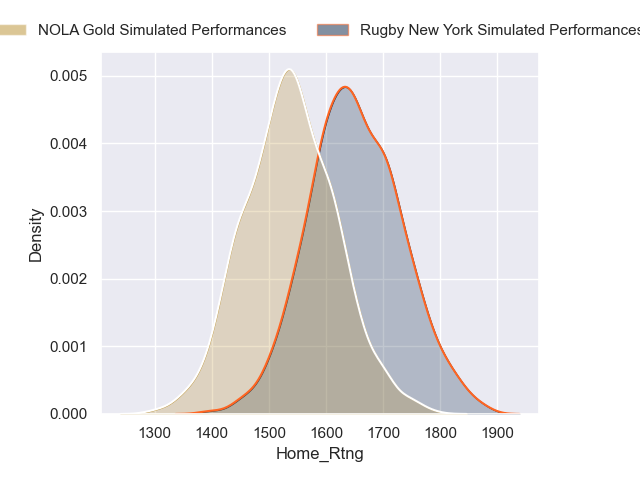 NOLA Gold Simulated Performances Rugby New York Simulated Performances
0.005
0.004
0.003
0.002
0.001
0.000
Density
1300 1400 1500 1600 1700 1800 1900
Home_Rtng